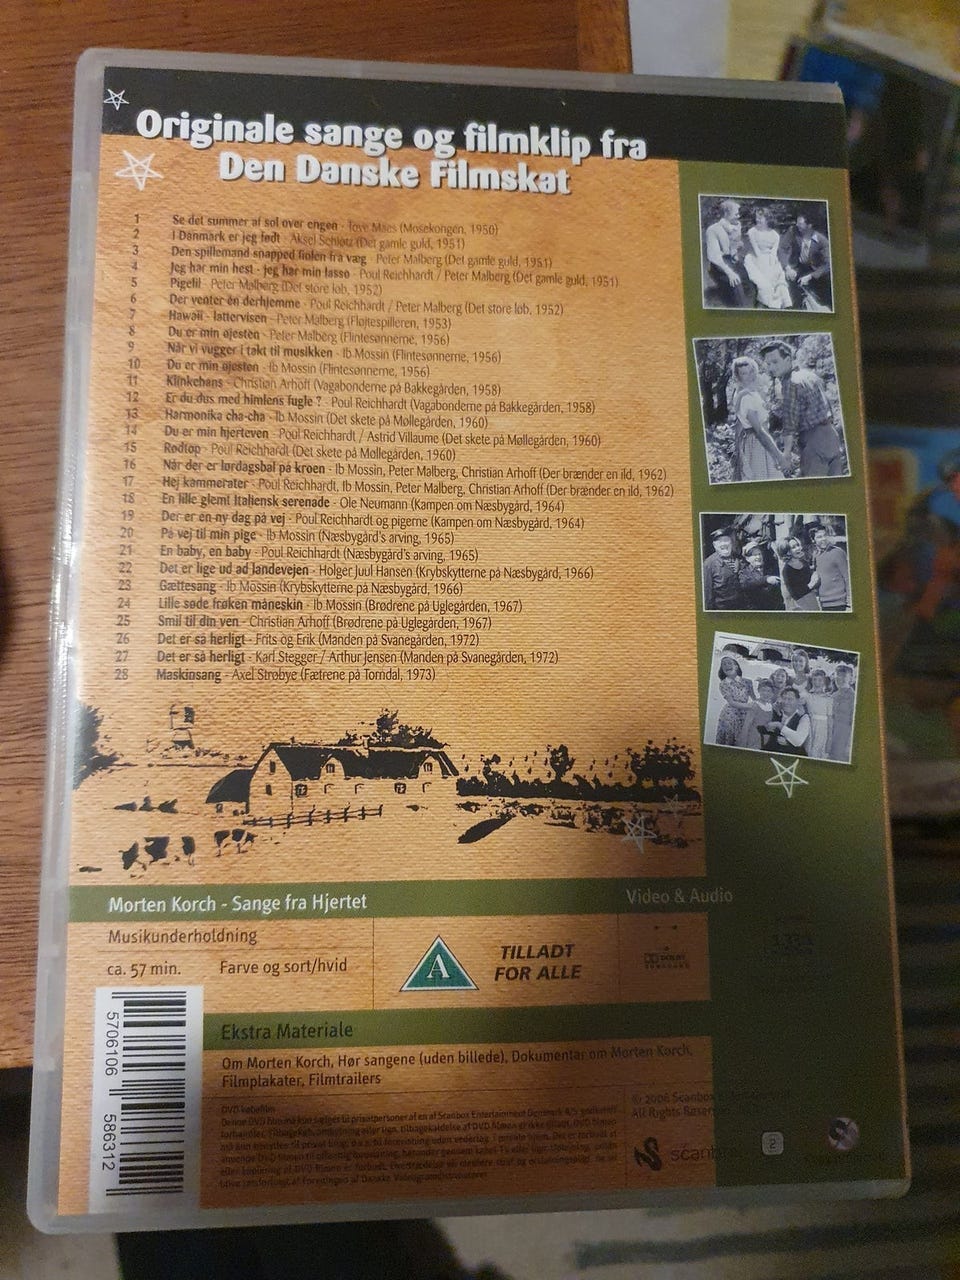 Originale sange og filmklip fra
Den Danske Filmskat
1 Se det summer af sol over engen - Tove Maes (Mosekongen, 1950)
2 I Danmark er jeg født - Aksel Schiøtz (Det gamle guld, 1951)
3 Den spillemand snapped fiolen fra væg - Peter Malberg (Det gamle guld, 1951)
4 Jeg har min hest - jeg har min lasso - Poul Reichhardt / Peter Malberg (Det gamle guld, 1951)
5 Pigelil - Peter Malberg (Det store løb, 1952)
6 Der venter én derhjemme - Poul Reichhardt / Peter Malberg (Det store løb, 1952)
7 Hawaii - lattervisen - Peter Malberg (Fløjtespilleren, 1953)
8 Du er min øjesten - Peter Malberg (Flintesønnerne, 1956)
9 Når vi vugger i takt til musikken - Ib Mossin (Flintesønnerne, 1956)
10 Du er min øjesten - Ib Mossin (Flintesønnerne, 1956)
11 Klinkehans - Christian Arhoff (Vagabonderne på Bakkegården, 1958)
12 Er du dus med himlens fugle ? - Poul Reichhardt (Vagabonderne på Bakkegården, 1958)
13 Harmonika cha-cha - Ib Mossin (Det skete på Møllegården, 1960)
14 Du er min hjerteven - Poul Reichhardt / Astrid Villaume (Det skete på Møllegården, 1960)
15 Rødtop - Poul Reichhardt (Det skete på Møllegården, 1960)
16 Når der er lørdagsbal på kroen - Ib Mossin, Peter Malberg, Christian Arhoff (Der brænder en ild, 1962)
17 Hej kammerater - Poul Reichhardt, Ib Mossin, Peter Malberg, Christian Arhoff (Der brænder en ild, 1962)
18 En lille glemt Italiensk serenade - Ole Neumann (Kampen om Næsbygård, 1964)
19 Der er en ny dag på vej - Poul Reichhardt og pigerne (Kampen om Næsbygård, 1964)
20 På vej til min pige - Ib Mossin (Næsbygård's arving, 1965)
21 En baby, en baby - Poul Reichhardt (Næsbygård's arving, 1965)
22 Det er lige ud ad landevejen - Holger Juul Hansen (Krybskytterne på Næsbygård, 1966)
23 Gættesang - Ib Mossin (Krybskytterne på Næsbygård, 1966)
24 Lille søde frøken måneskin - Ib Mossin (Brødrene på Uglegården, 1967)
25 Smil til din ven - Christian Arhoff (Brødrene på Uglegården, 1967)
26 Det er så herligt - Frits og Erik (Manden på Svanegården, 1972)
27 Det er så herligt - Karl Stegger / Arthur Jensen (Manden på Svanegården, 1972)
28 Maskinsang - Axel Strøbye (Fætrene på Torndal, 1973)
Morten Korch - Sange fra Hjertet
Video & Audio
Musikunderholdning
ca. 57 min. Farve og sort/hvid
A
TILLADT
FOR ALLE
DOLBY
1.33:1
Ekstra Materiale
Om Morten Korch, Hør sangene (uden billede), Dokumentar om Morten Korch,
Filmplakater, Filmtrailers
DVD købefilm
© 2006 Scanbox
All Rights
scanbox
2
5706106 586312